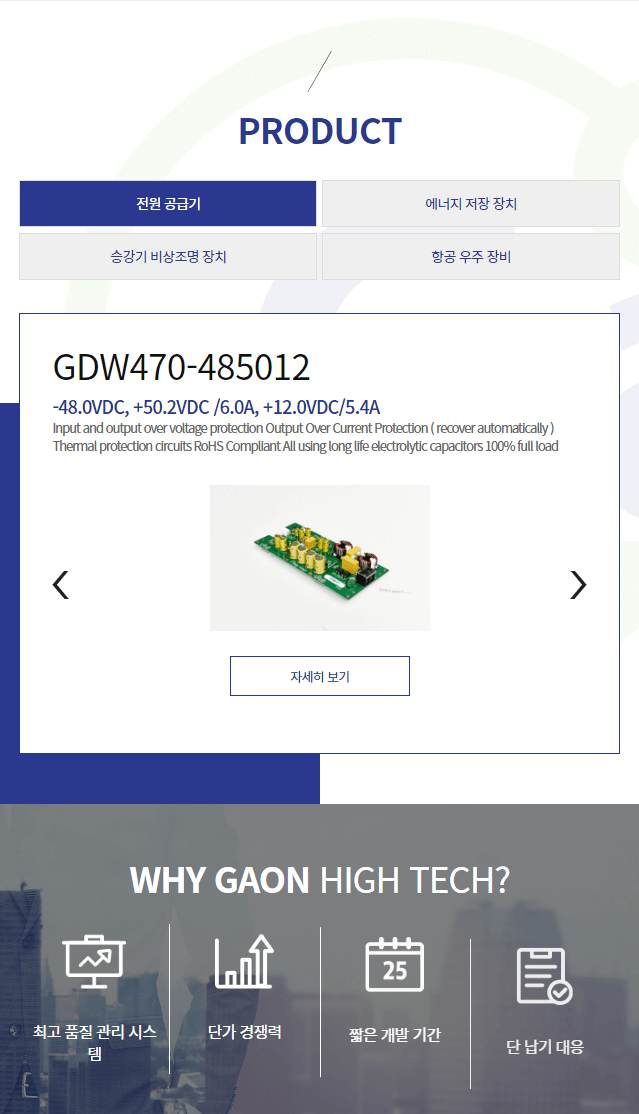 PRODUCT
전원 공급기
에너지 저장 장치
승강기 비상조명 장치
항공 우주 장비
GDW470-485012
-48.0VDC, +50.2VDC /6.0A, +12.0VDC/5.4A
Input and output over voltage protection Output Over Current Protection ( recover automatically )
Thermal protection circuits RoHS Compliant All using long life electrolytic capacitors 100% full load
자세히 보기
WHY GAON HIGH TECH?
25
최고 품질 관리 시스
템
단가 경쟁력
짧은 개발 기간
단 납기 대응